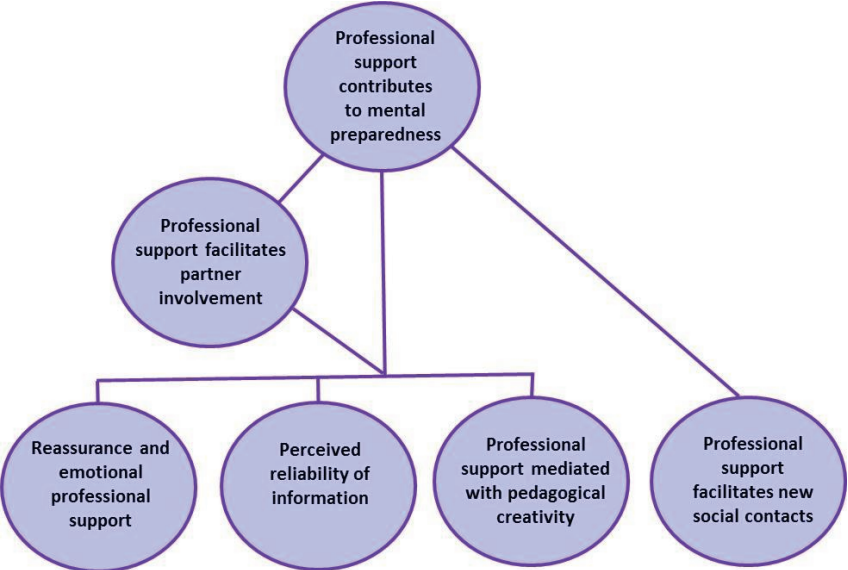 Professional
support
contributes
to mental
preparedness
Professional
support facilitates
partner
involvement
Reassurance and
emotional
professional
support
Perceived
reliability of
information
Professional
support mediated
with pedagogical
creativity
Professional
support
facilitates new
social contacts